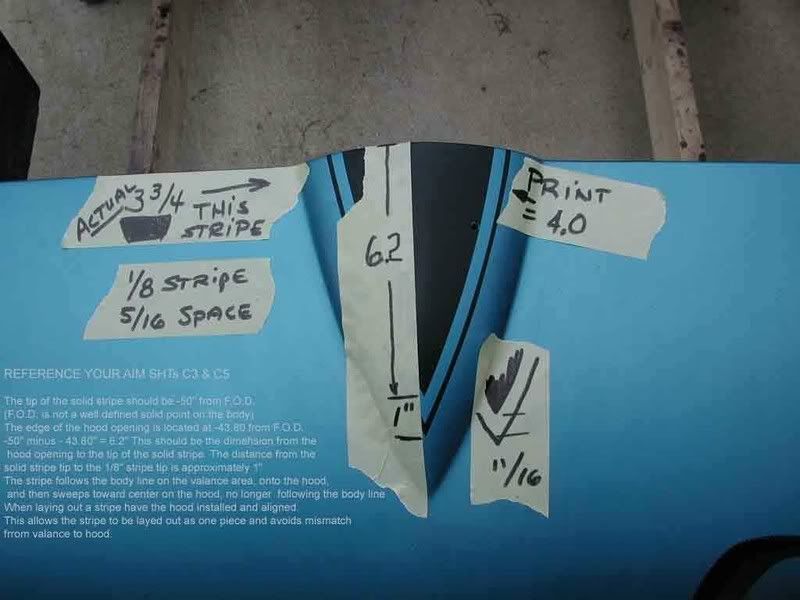 ACTUAL 3 3/4
THIS
STRIPE
PRINT
= 4.0
6.2
1/8 STRIPE
5/16 SPACE
1"
11/16
REFERENCE YOUR AIM SHTs C3 & C5
The tip of the solid stripe should be -50" from F.O.D.
(F.O.D. is not a well defined solid point on the body)
The edge of the hood opening is located at -43.80 from F.O.D.
-50" minus - 43.80" = 6.2" This should be the dimension from the
hood opening to the tip of the solid stripe. The distance from the
solid stripe tip to the 1/8" stripe tip is approximately 1"
The stripe follows the body line on the valance area, onto the hood,
and then sweeps toward center on the hood, no longer following the body line
When laying out a stripe have the hood installed and aligned.
This allows the stripe to be layed out as one piece and avoids mismatch
frrom valance to hood.